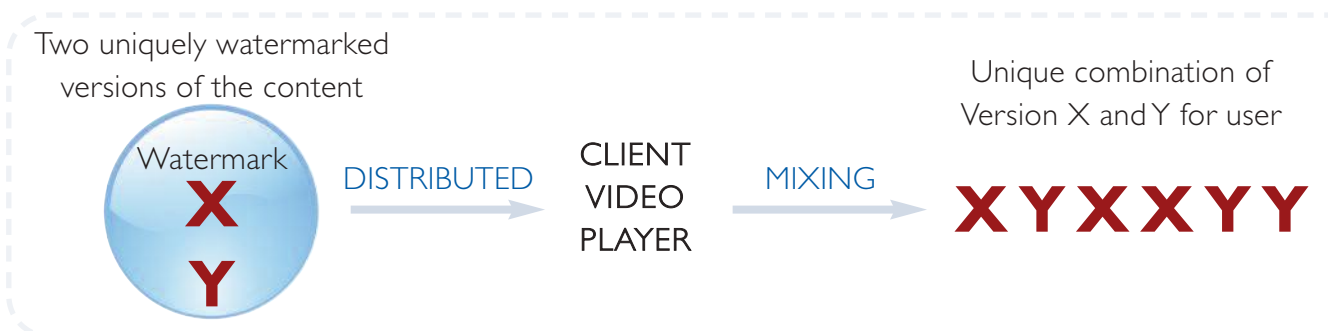 Two uniquely watermarked
versions of the content
Watermark
X
Y
DISTRIBUTED
CLIENT
VIDEO
PLAYER
MIXING
Unique combination of
Version X and Y for user
X Y X X Y Y